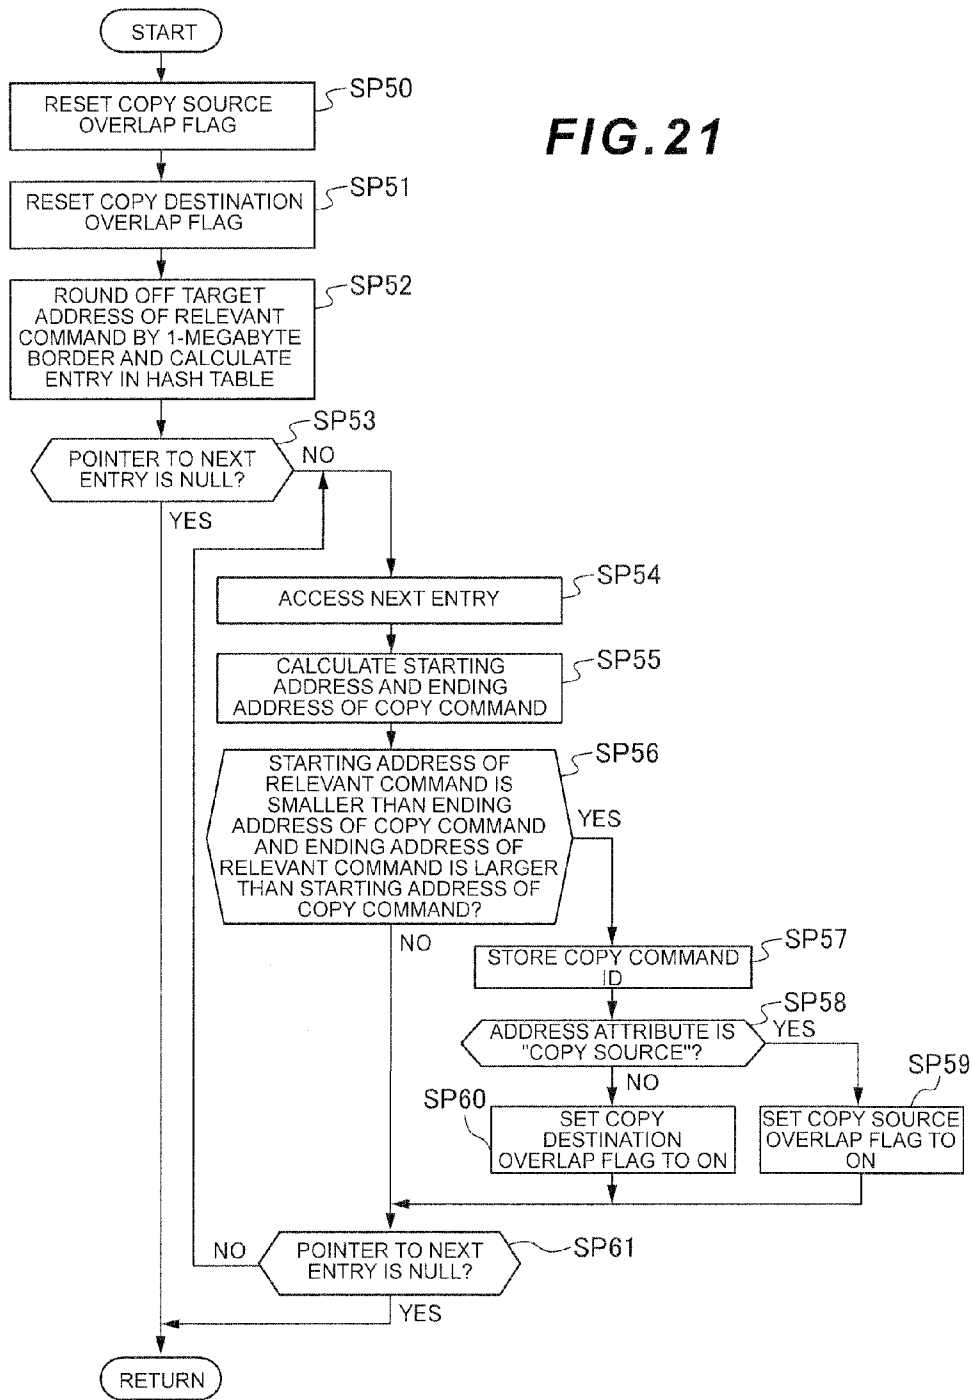 START
SP50
RESET COPY SOURCE
OVERLAP FLAG
FIG.21
SP51
RESET COPY DESTINATION
OVERLAP FLAG
SP52
ROUND OFF TARGET
ADDRESS OF RELEVANT
COMMAND BY 1-MEGABYTE
BORDER AND CALCULATE
ENTRY IN HASH TABLE
SP53
POINTER TO NEXT
ENTRY IS NULL?
NO
YES
SP54
ACCESS NEXT ENTRY
SP55
CALCULATE STARTING
ADDRESS AND ENDING
ADDRESS OF COPY COMMAND
SP56
STARTING ADDRESS OF
RELEVANT COMMAND IS
SMALLER THAN ENDING
ADDRESS OF COPY COMMAND
AND ENDING ADDRESS OF
RELEVANT COMMAND IS LARGER
THAN STARTING ADDRESS OF
COPY COMMAND?
YES
NO
SP57
STORE COPY COMMAND
ID
SP58
ADDRESS ATTRIBUTE IS
"COPY SOURCE"?
YES
NO
SP59
SET COPY SOURCE
OVERLAP FLAG TO
ON
SP60
SET COPY
DESTINATION
OVERLAP FLAG TO ON
SP61
POINTER TO NEXT
ENTRY IS NULL?
NO
YES
RETURN